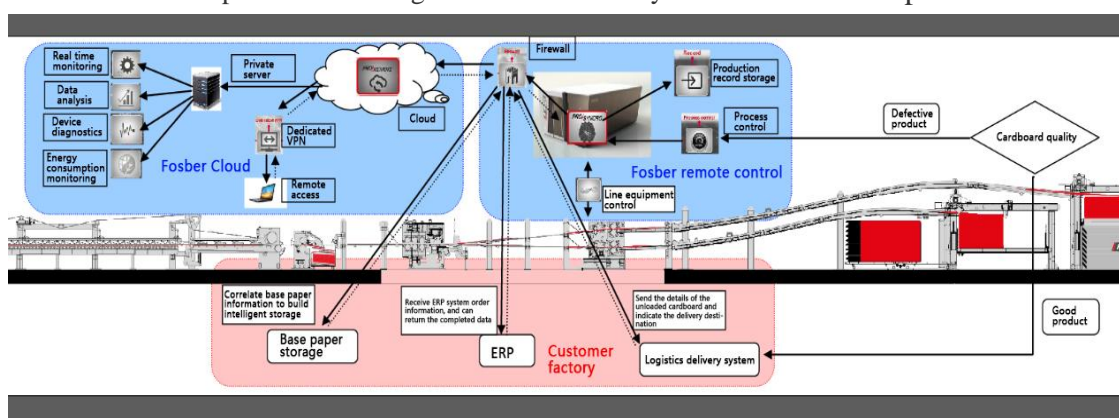 Real time
monitoring
Data
analysis
Device
diagnostics
Energy
consumption
monitoring
Private
server
Cloud
Dedicated
VPN
Remote
access
Fosber Cloud
Firewall
Record
Production
record storage
Process control
Process
control
Line equipment
control
Fosber remote control
Defective
product
Cardboard quality
Good
product
Correlate base paper
information to build
intelligent storage
Base paper
storage
Receive ERP system order
information, and can
return the completed data
ERP
Customer
factory
Send the details of the
unloaded cardboard and
indicate the delivery desti-
nation
Logistics delivery system